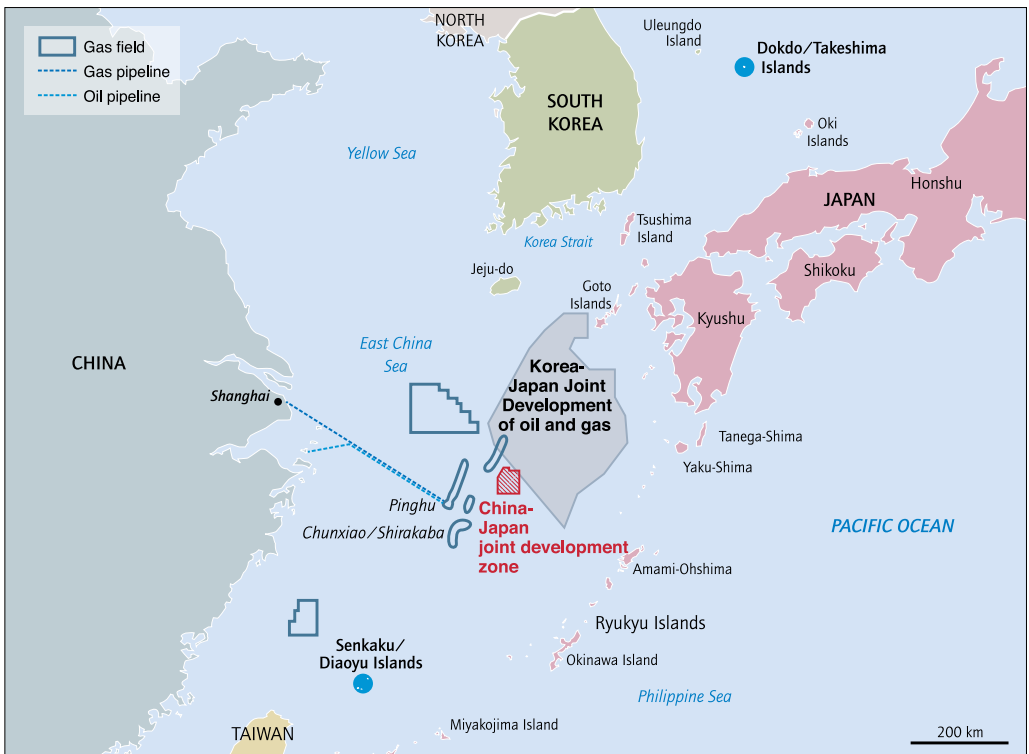 Gas field
Gas pipeline
Oil pipeline
NORTH
KOREA
Uleungdo
Island
Dokdo/Takeshima
Islands
SOUTH
KOREA
Oki
Islands
Yellow Sea
Honshu
JAPAN
Tsushima
Island
Korea Strait
Shikoku
Jeju-do
Goto
Islands
Kyushu
CHINA
East China
Sea
Korea-
Japan Joint
Development
of oil and gas
Shanghai
Tanega-Shima
Yaku-Shima
Pinghu
Chunxiao/Shirakaba
China-
Japan
joint development
zone
PACIFIC OCEAN
Amami-Ohshima
Ryukyu Islands
Senkaku/
Diaoyu Islands
Okinawa Island
Philippine Sea
TAIWAN
Miyakojima Island
200 km